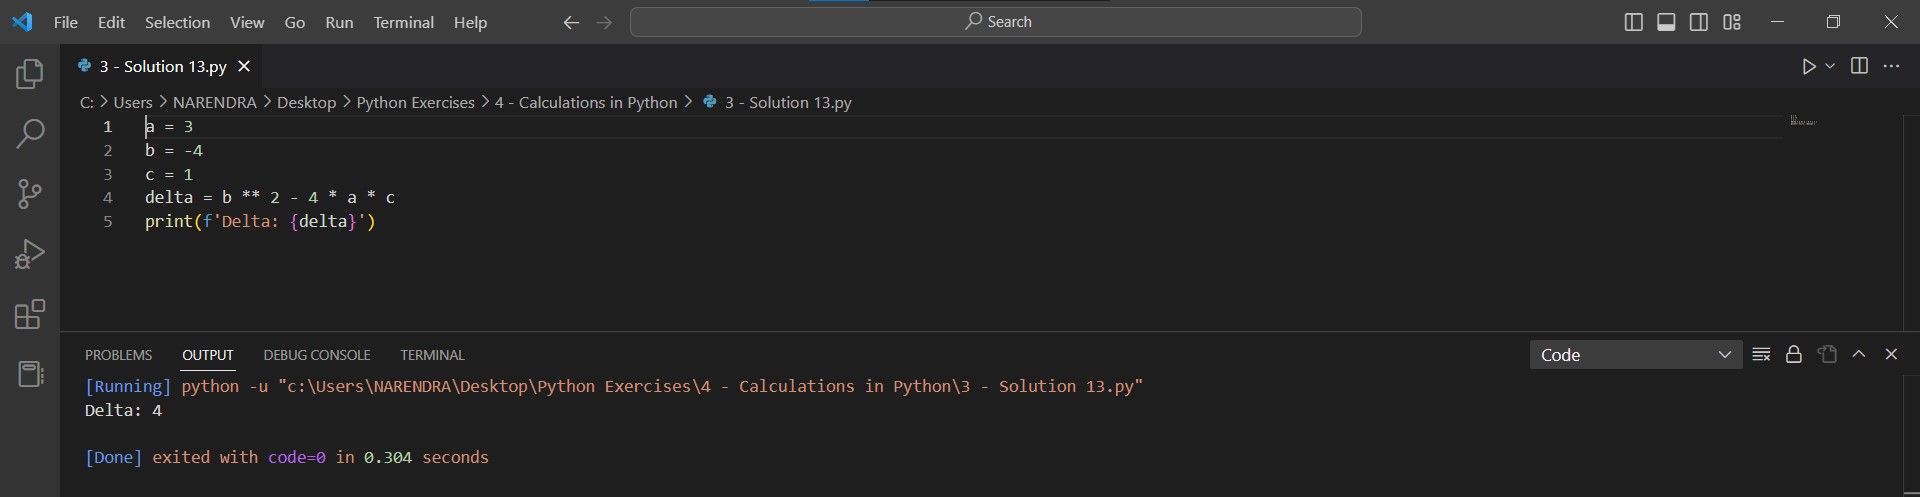 File Edit Selection View Go Run Terminal Help Search
3 - Solution 13.py
C: > Users > NARENDRA > Desktop > Python Exercises > 4 - Calculations in Python > 3 - Solution 13.py
1 a = 3
2 b = -4
3 c = 1
4 delta = b ** 2 - 4 * a * c
5 print(f'Delta: {delta}')
PROBLEMS OUTPUT DEBUG CONSOLE TERMINAL Code
[Running] python -u "c:\Users\NARENDRA\Desktop\Python Exercises\4 - Calculations in Python\3 - Solution 13.py"
Delta: 4
[Done] exited with code=0 in 0.304 seconds